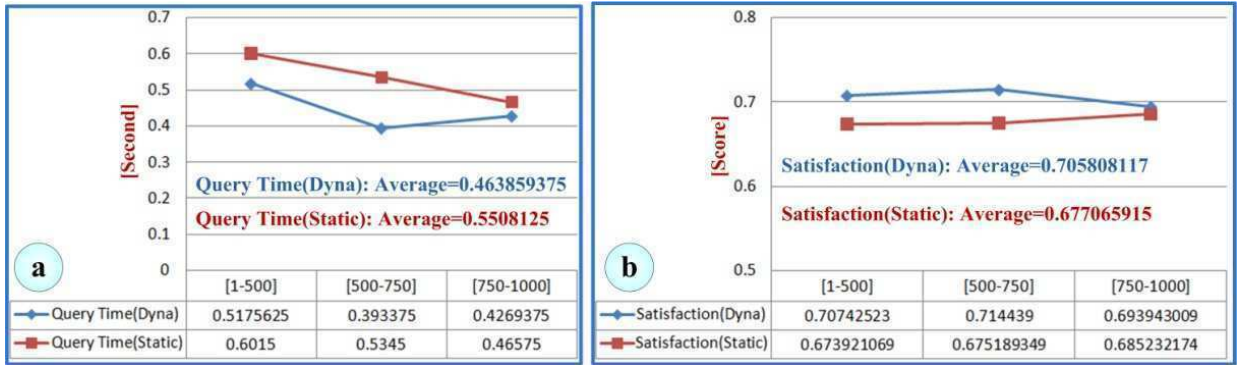 0.7
0.6
0.5
0.4
0.3
0.2
0.1
0
[Second]
Query Time(Dyna): Average=0.463859375
Query Time(Static): Average=0.5508125
a
[1-500] [500-750] [750-1000]
Query Time(Dyna) 0.5175625 0.393375 0.4269375
Query Time(Static) 0.6015 0.5345 0.46575
0.8
0.7
0.6
0.5
[Score]
Satisfaction(Dyna): Average=0.705808117
Satisfaction(Static): Average=0.677065915
b
[1-500] [500-750] [750-1000]
Satisfaction(Dyna) 0.70742523 0.714439 0.693943009
Satisfaction(Static) 0.673921069 0.675189349 0.685232174